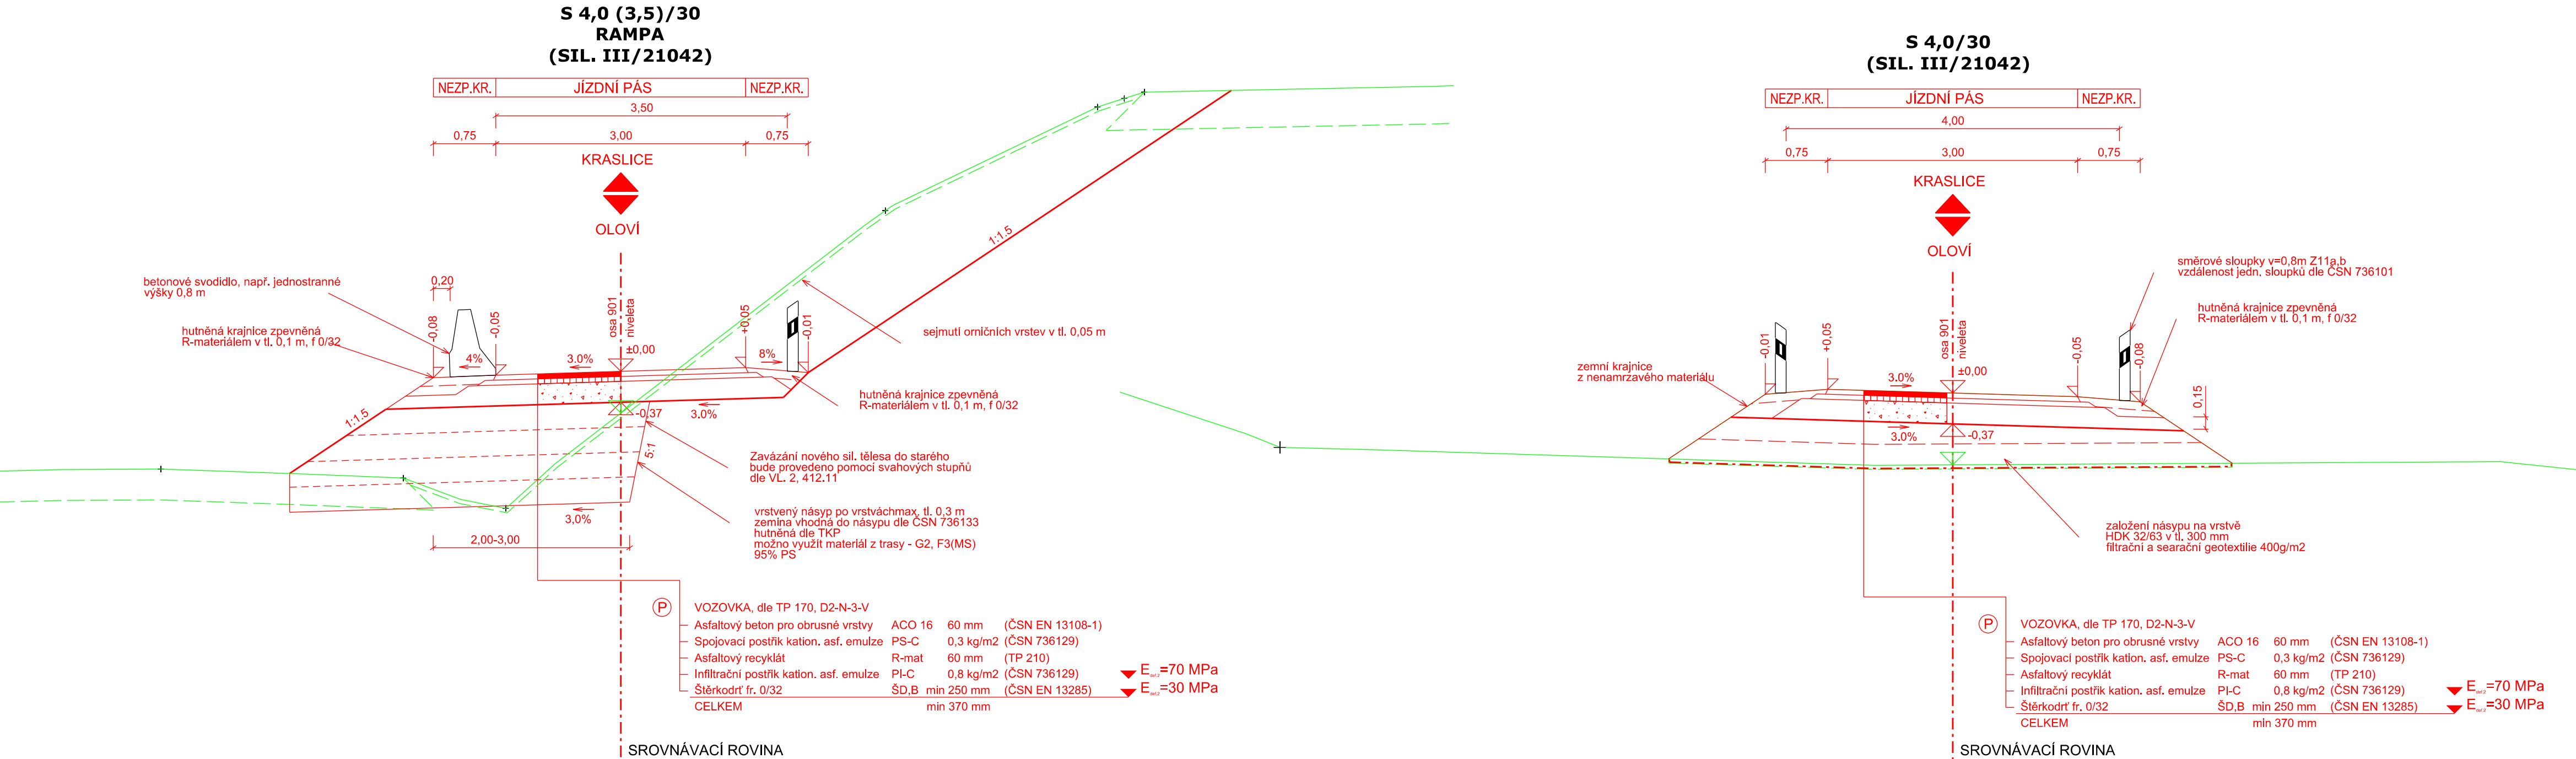 S 4,0 (3,5)/30
RAMPA
(SIL. III/21042)
NEZP.KR. JÍZDNÍ PÁS NEZP.KR.
3,50
0,75 3,00 0,75
KRASLICE
OLOVÍ
betonové svodidlo, např. jednostranné
výšky 0,8 m
0,20
hutněná krajnice zpevněná
R-materiálem v tl. 0,1 m, f 0/32
-0,08
-0,05
4%
3.0%
osa 901
niveleta
±0,00
+0,05
8%
-0,01
1:1.5
1:1.5
sejmutí orničních vrstev v tl. 0,05 m
hutněná krajnice zpevněná
R-materiálem v tl. 0,1 m, f 0/32
-0,37
3,0%
5:1
Zavázání nového sil. tělesa do starého
bude provedeno pomocí svahových stupňů
dle VL. 2, 412.11
vrstvený násyp po vrstváchmax. tl. 0,3 m
zemina vhodná do násypu dle ČSN 736133
hutněná dle TKP
možno využít materiál z trasy - G2, F3(MS)
95% PS
3,0%
2,00-3,00
P VOZOVKA, dle TP 170, D2-N-3-V
Asfaltový beton pro obrusné vrstvy ACO 16 60 mm (ČSN EN 13108-1)
Spojovací postřik kation. asf. emulze PS-C 0,3 kg/m2 (ČSN 736129)
Asfaltový recyklát R-mat 60 mm (TP 210)
Infiltrační postřik kation. asf. emulze PI-C 0,8 kg/m2 (ČSN 736129) Edef,2=70 MPa
Štěrkodrť fr. 0/32 ŠD,B min 250 mm (ČSN EN 13285) Edef,2=30 MPa
CELKEM min 370 mm
SROVNÁVACÍ ROVINA
S 4,0/30
(SIL. III/21042)
NEZP.KR. JÍZDNÍ PÁS NEZP.KR.
4,00
0,75 3,00 0,75
KRASLICE
OLOVÍ
směrové sloupky v=0,8m Z11a,b
vzdálenost jedn. sloupků dle ČSN 736101
hutněná krajnice zpevněná
R-materiálem v tl. 0,1 m, f 0/32
zemní krajnice
z nenamrzavého materiálu
-0,01
+0,05
3.0%
osa 901
niveleta
±0,00
-0,05
-0,08
0,15
3.0%
-0,37
založení násypu na vrstvě
HDK 32/63 v tl. 300 mm
filtrační a searační geotextilie 400g/m2
P VOZOVKA, dle TP 170, D2-N-3-V
Asfaltový beton pro obrusné vrstvy ACO 16 60 mm (ČSN EN 13108-1)
Spojovací postřik kation. asf. emulze PS-C 0,3 kg/m2 (ČSN 736129)
Asfaltový recyklát R-mat 60 mm (TP 210)
Infiltrační postřik kation. asf. emulze PI-C 0,8 kg/m2 (ČSN 736129) Edef,2=70 MPa
Štěrkodrť fr. 0/32 ŠD,B min 250 mm (ČSN EN 13285) Edef,2=30 MPa
CELKEM min 370 mm
SROVNÁVACÍ ROVINA